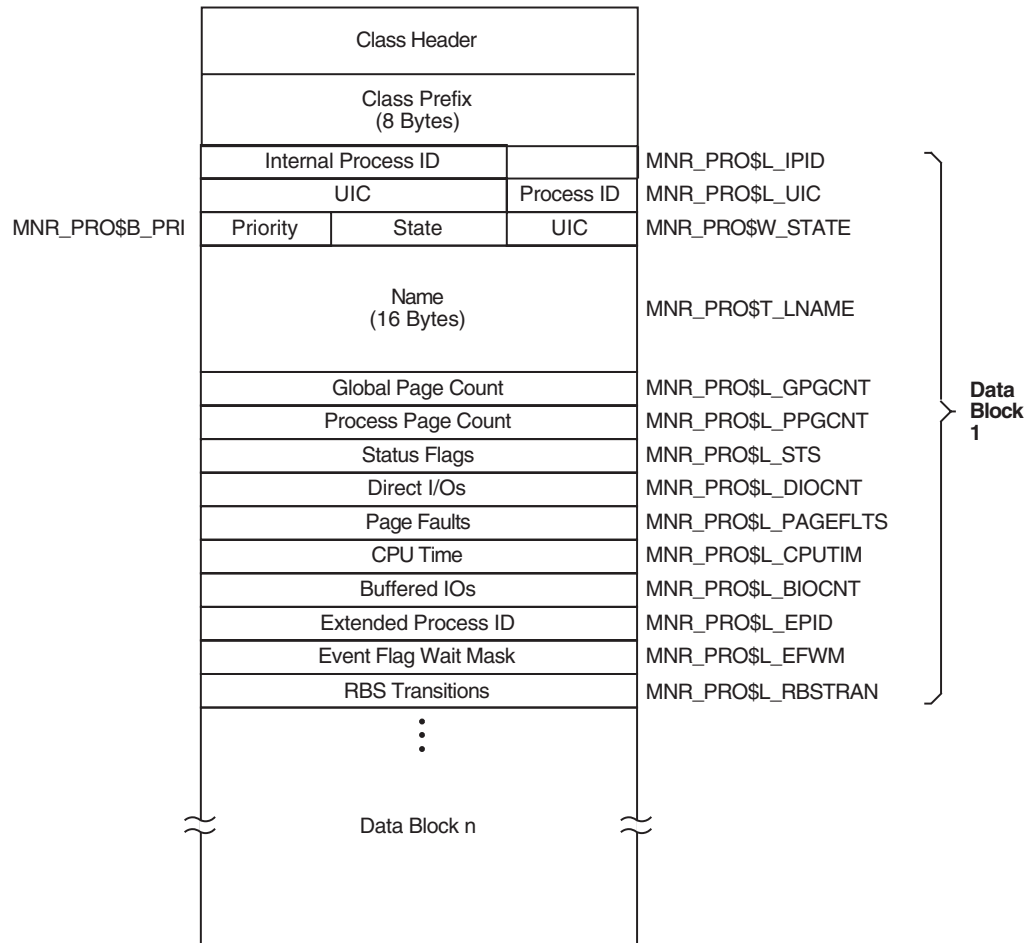 Class Header
Class Prefix
(8 Bytes)
Internal Process ID MNR_PRO$L_IPID
UIC Process ID MNR_PRO$L_UIC
MNR_PRO$B_PRI Priority State UIC MNR_PRO$W_STATE
Name
(16 Bytes) MNR_PRO$T_LNAME
Global Page Count MNR_PRO$L_GPGCNT
Process Page Count MNR_PRO$L_PPGCNT
Status Flags MNR_PRO$L_STS
Direct I/Os MNR_PRO$L_DIOCNT
Page Faults MNR_PRO$L_PAGEFLTS
CPU Time MNR_PRO$L_CPUTIM
Buffered IOs MNR_PRO$L_BIOCNT
Extended Process ID MNR_PRO$L_EPID
Event Flag Wait Mask MNR_PRO$L_EFWM
RBS Transitions MNR_PRO$L_RBSTRAN
Data
Block
1
Data Block n